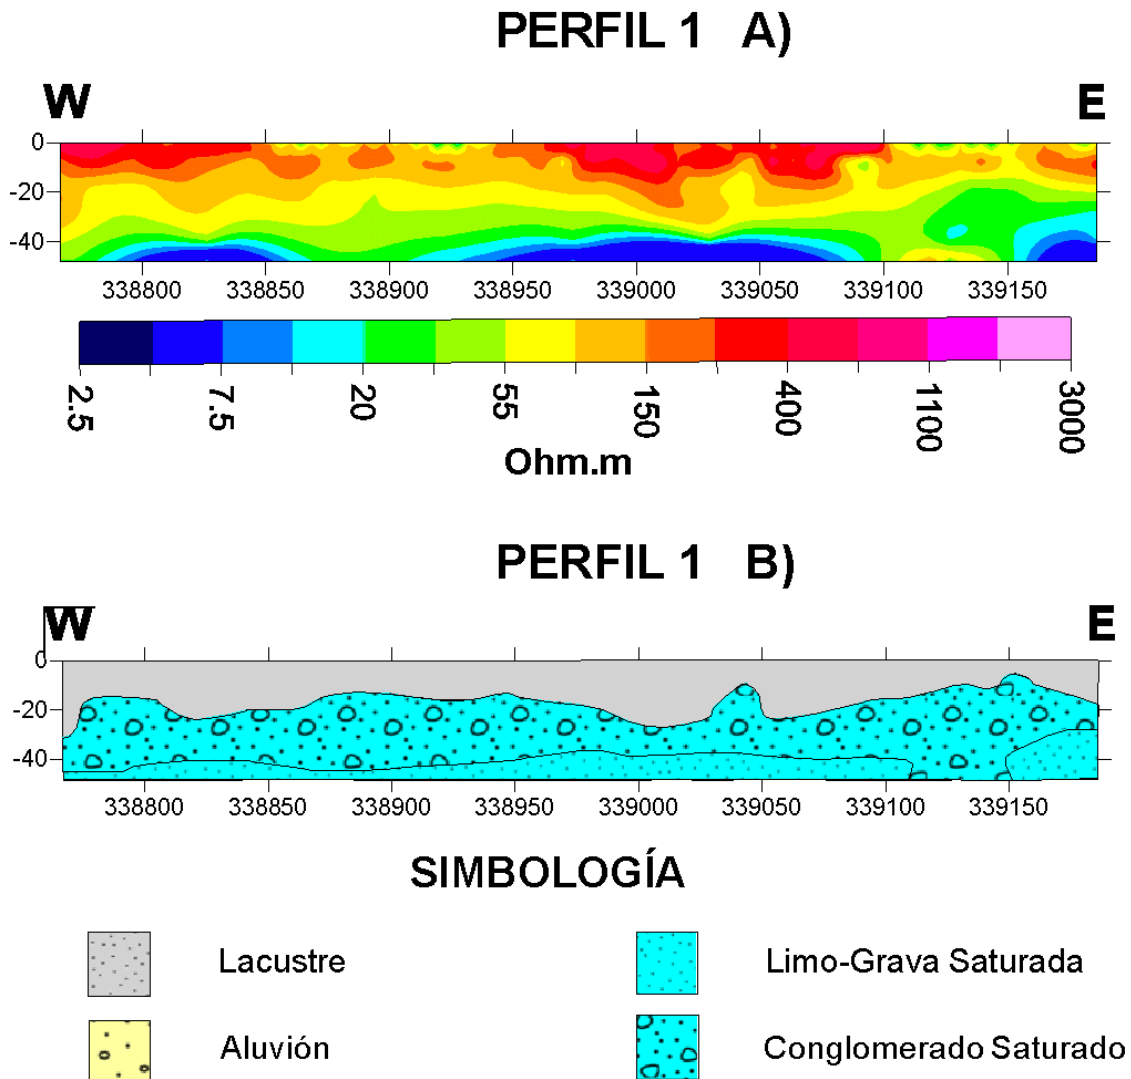 PERFIL 1 A)
W E
0
-20
-40
338800 338850 338900 338950 339000 339050 339100 339150
2.5 7.5 20 55 150 400 1100 3000
Ohm.m
PERFIL 1 B)
W E
0
-20
-40
338800 338850 338900 338950 339000 339050 339100 339150
SIMBOLOGÍA
Lacustre
Limo-Grava Saturada
Aluvión
Conglomerado Saturado